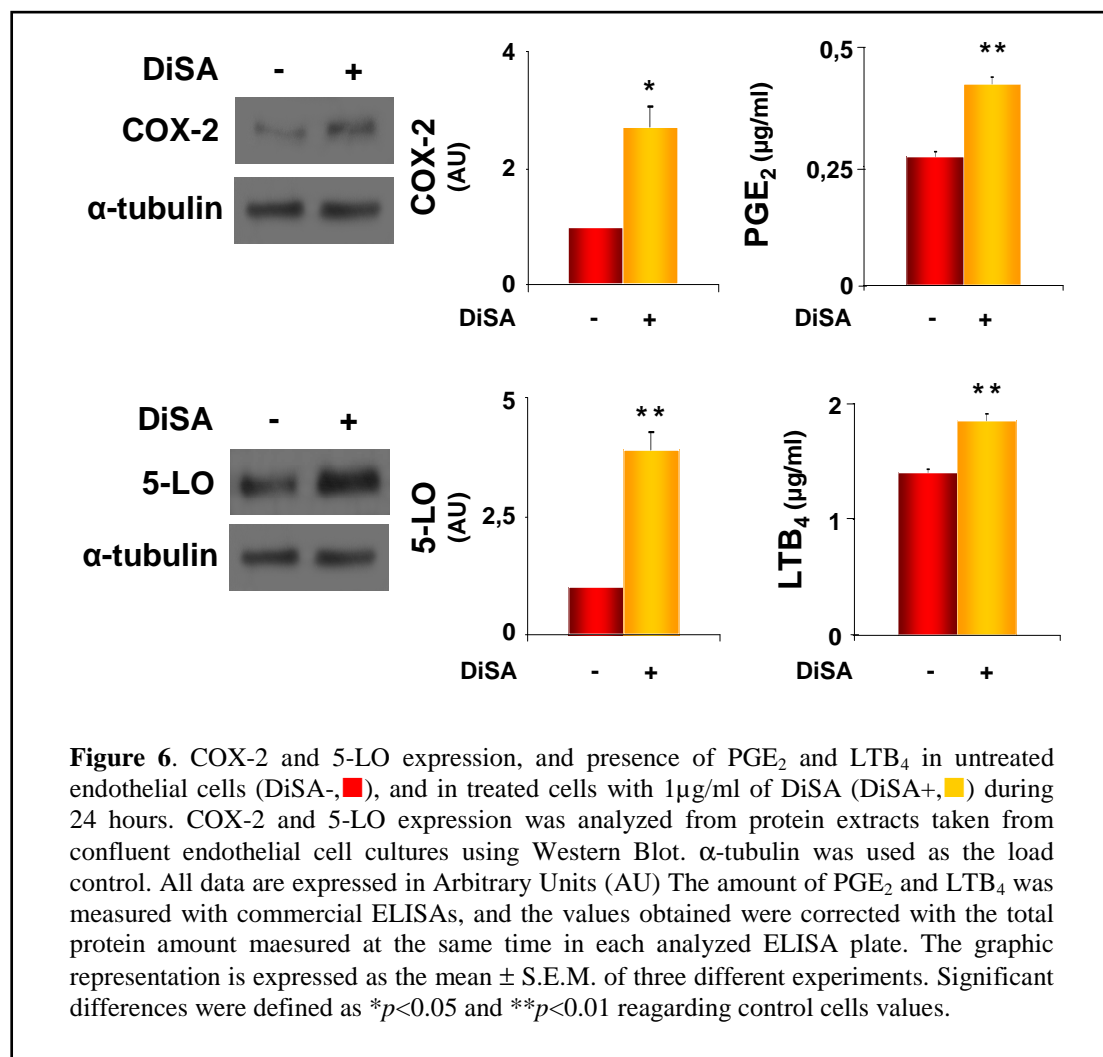 DiSA - +
COX-2
α-tubulin
COX-2
(AU)
4
2
0
*
DiSA - +
PGE₂ (µg/ml)
0,5
0,25
0
**
DiSA - +
DiSA - +
5-LO
α-tubulin
5-LO
(AU)
5
2,5
0
**
DiSA - +
LTB₄ (µg/ml)
2
1
0
**
DiSA - +
Figure 6. COX-2 and 5-LO expression, and presence of PGE₂ and LTB₄ in untreated
endothelial cells (DiSA-,■), and in treated cells with 1µg/ml of DiSA (DiSA+,■) during
24 hours. COX-2 and 5-LO expression was analyzed from protein extracts taken from
confluent endothelial cell cultures using Western Blot. α-tubulin was used as the load
control. All data are expressed in Arbitrary Units (AU) The amount of PGE₂ and LTB₄ was
measured with commercial ELISAs, and the values obtained were corrected with the total
protein amount maesured at the same time in each analyzed ELISA plate. The graphic
representation is expressed as the mean ± S.E.M. of three different experiments. Significant
differences were defined as *p<0.05 and **p<0.01 reagarding control cells values.